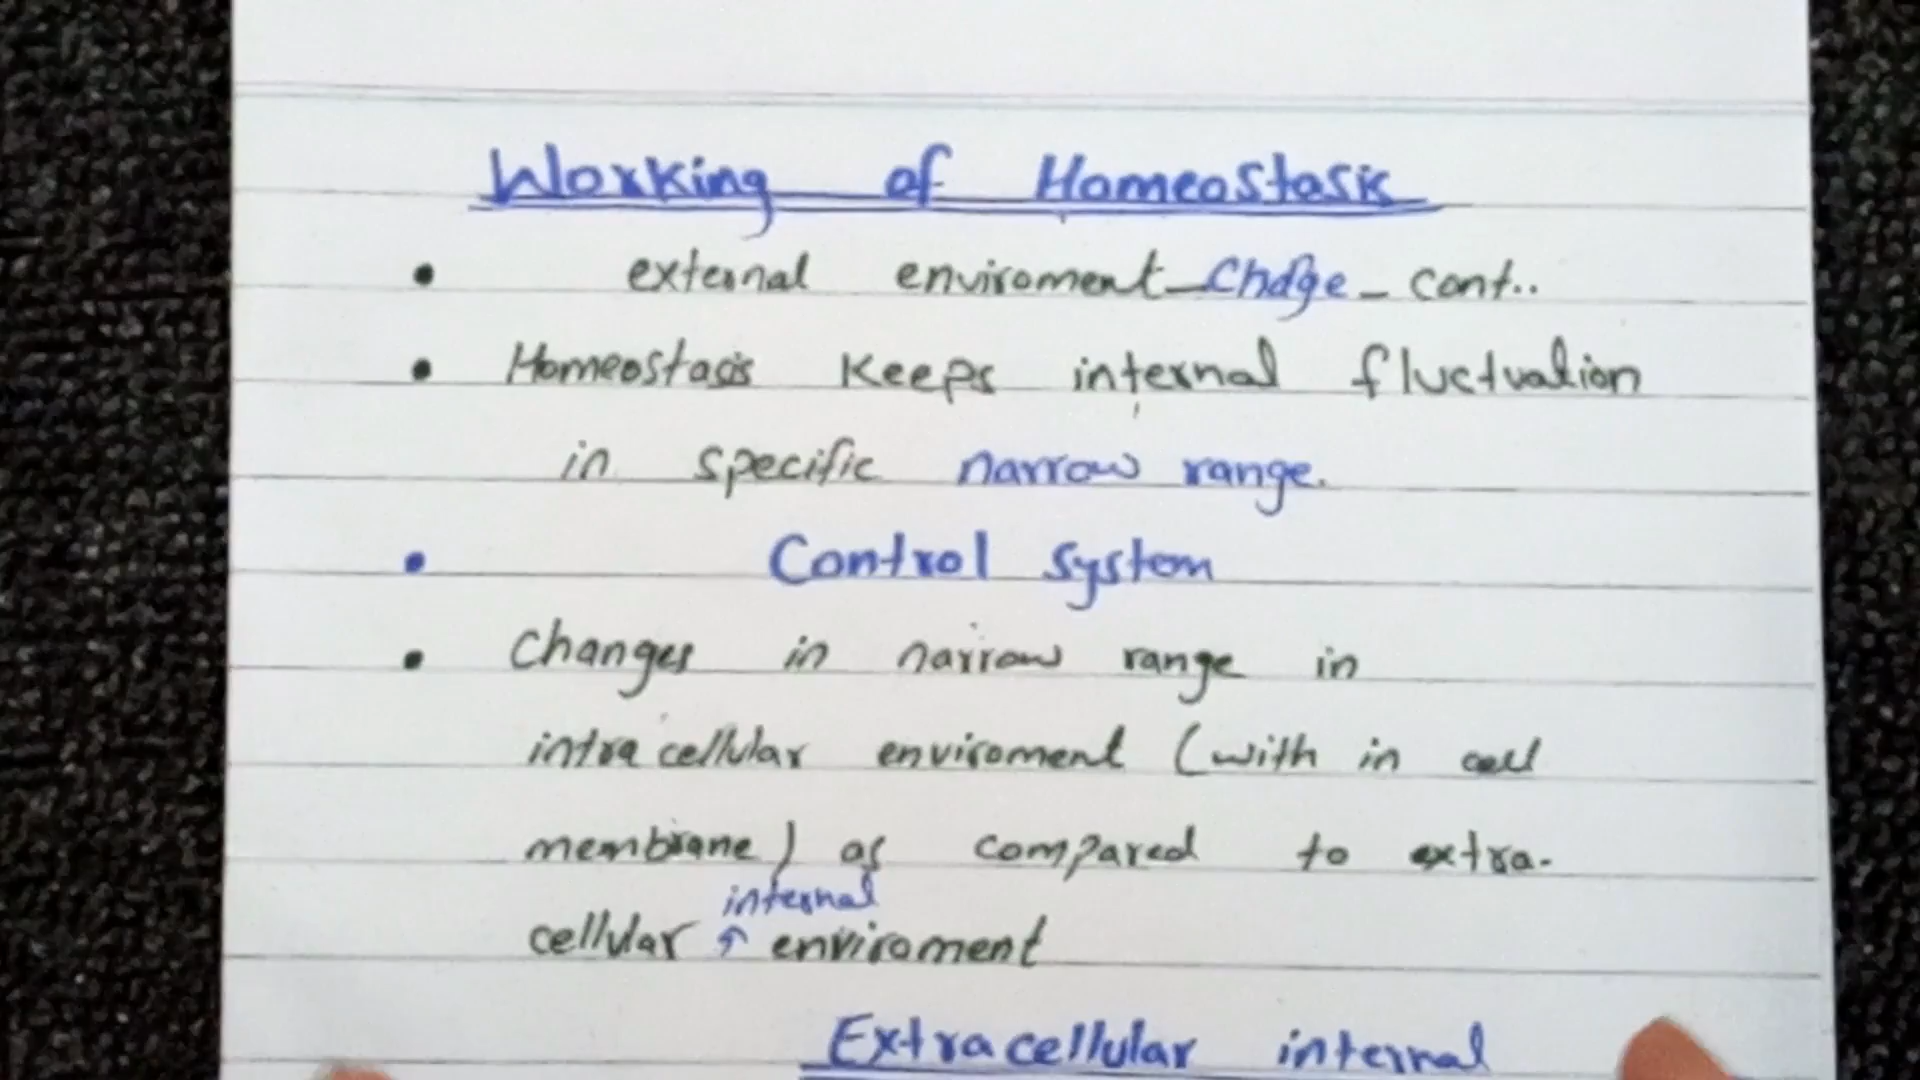 Working of Homeostasis
• external enviroment change cont..
• Homeostasis Keeps internal fluctuation
in specific narrow range.
• Control System
• Changes in narrow range in
intra cellular enviroment (with in cell
membrane) as compared to extra-
internal
cellular ↑ enviroment
Extracellular internal